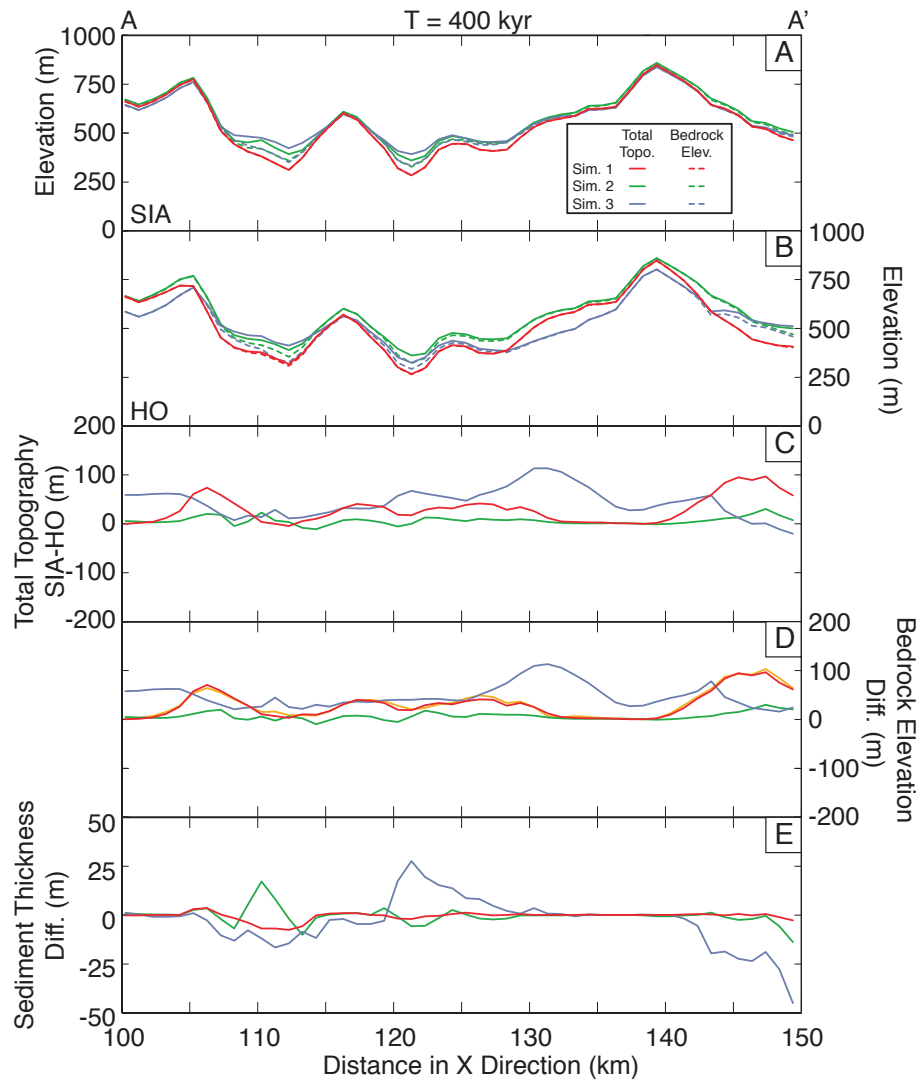 A
T = 400 kyr
A'
1000
750
500
250
0
Elevation (m)
A
SIA
Total Topo.
Bedrock Elev.
Sim. 1
Sim. 2
Sim. 3
B
HO
1000
750
500
250
0
Elevation (m)
200
100
0
-100
-200
Total Topography
SIA-HO (m)
C
D
200
100
0
-100
-200
Bedrock Elevation
Diff. (m)
50
25
0
-25
-50
Sediment Thickness
Diff. (m)
E
100
110
120
130
140
150
Distance in X Direction (km)